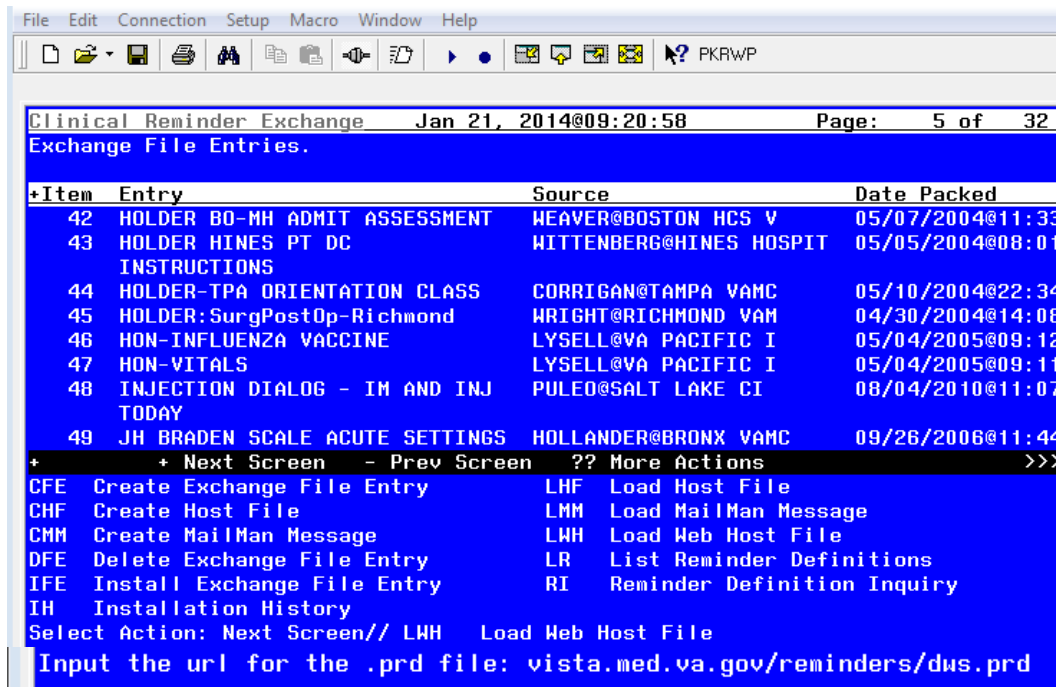 File Edit Connection Setup Macro Window Help
PKRWP
Clinical Reminder Exchange Jan 21, 2014@09:20:58 Page: 5 of 32
Exchange File Entries.
+Item Entry Source Date Packed
42 HOLDER BO-MH ADMIT ASSESSMENT WEAVER@BOSTON HCS V 05/07/2004@11:33
43 HOLDER HINES PT DC WITTENBERG@HINES HOSPIT 05/05/2004@08:01
INSTRUCTIONS
44 HOLDER-TPA ORIENTATION CLASS CORRIGAN@TAMPA VAMC 05/10/2004@22:34
45 HOLDER:SurgPostOp-Richmond WRIGHT@RICHMOND VAM 04/30/2004@14:08
46 HON-INFLUENZA VACCINE LYSELL@VA PACIFIC I 05/04/2005@09:12
47 HON-VITALS LYSELL@VA PACIFIC I 05/04/2005@09:11
48 INJECTION DIALOG - IM AND INJ PULEO@SALT LAKE CI 08/04/2010@11:07
TODAY
49 JH BRADEN SCALE ACUTE SETTINGS HOLLANDER@BRONX VAMC 09/26/2006@11:44
+ + Next Screen - Prev Screen ?? More Actions >>>
CFE Create Exchange File Entry LHF Load Host File
CHF Create Host File LMM Load MailMan Message
CMM Create MailMan Message LWH Load Web Host File
DFE Delete Exchange File Entry LR List Reminder Definitions
IFE Install Exchange File Entry RI Reminder Definition Inquiry
IH Installation History
Select Action: Next Screen// LWH Load Web Host File
Input the url for the .prd file: vista.med.va.gov/reminders/dws.prd